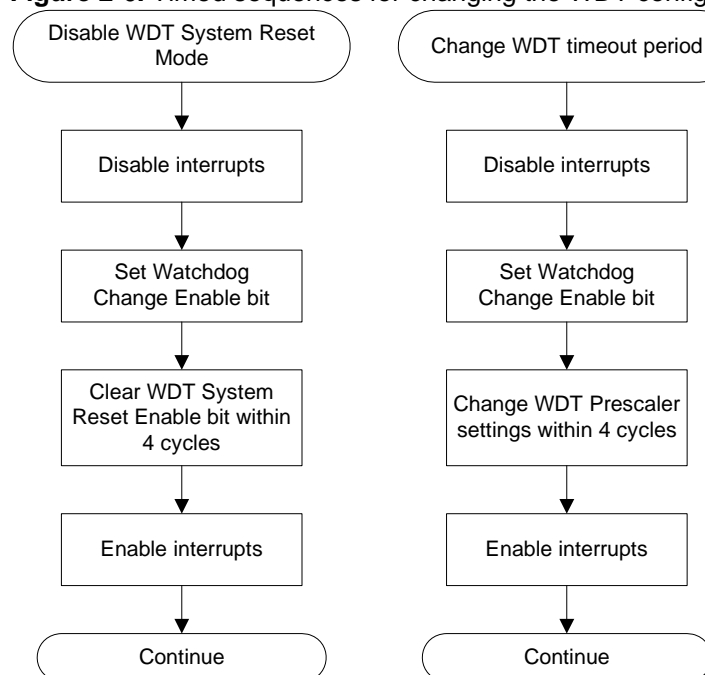 Disable WDT System Reset
Mode
Disable interrupts
Set Watchdog
Change Enable bit
Clear WDT System
Reset Enable bit within
4 cycles
Enable interrupts
Continue
Change WDT timeout period
Disable interrupts
Set Watchdog
Change Enable bit
Change WDT Prescaler
settings within 4 cycles
Enable interrupts
Continue